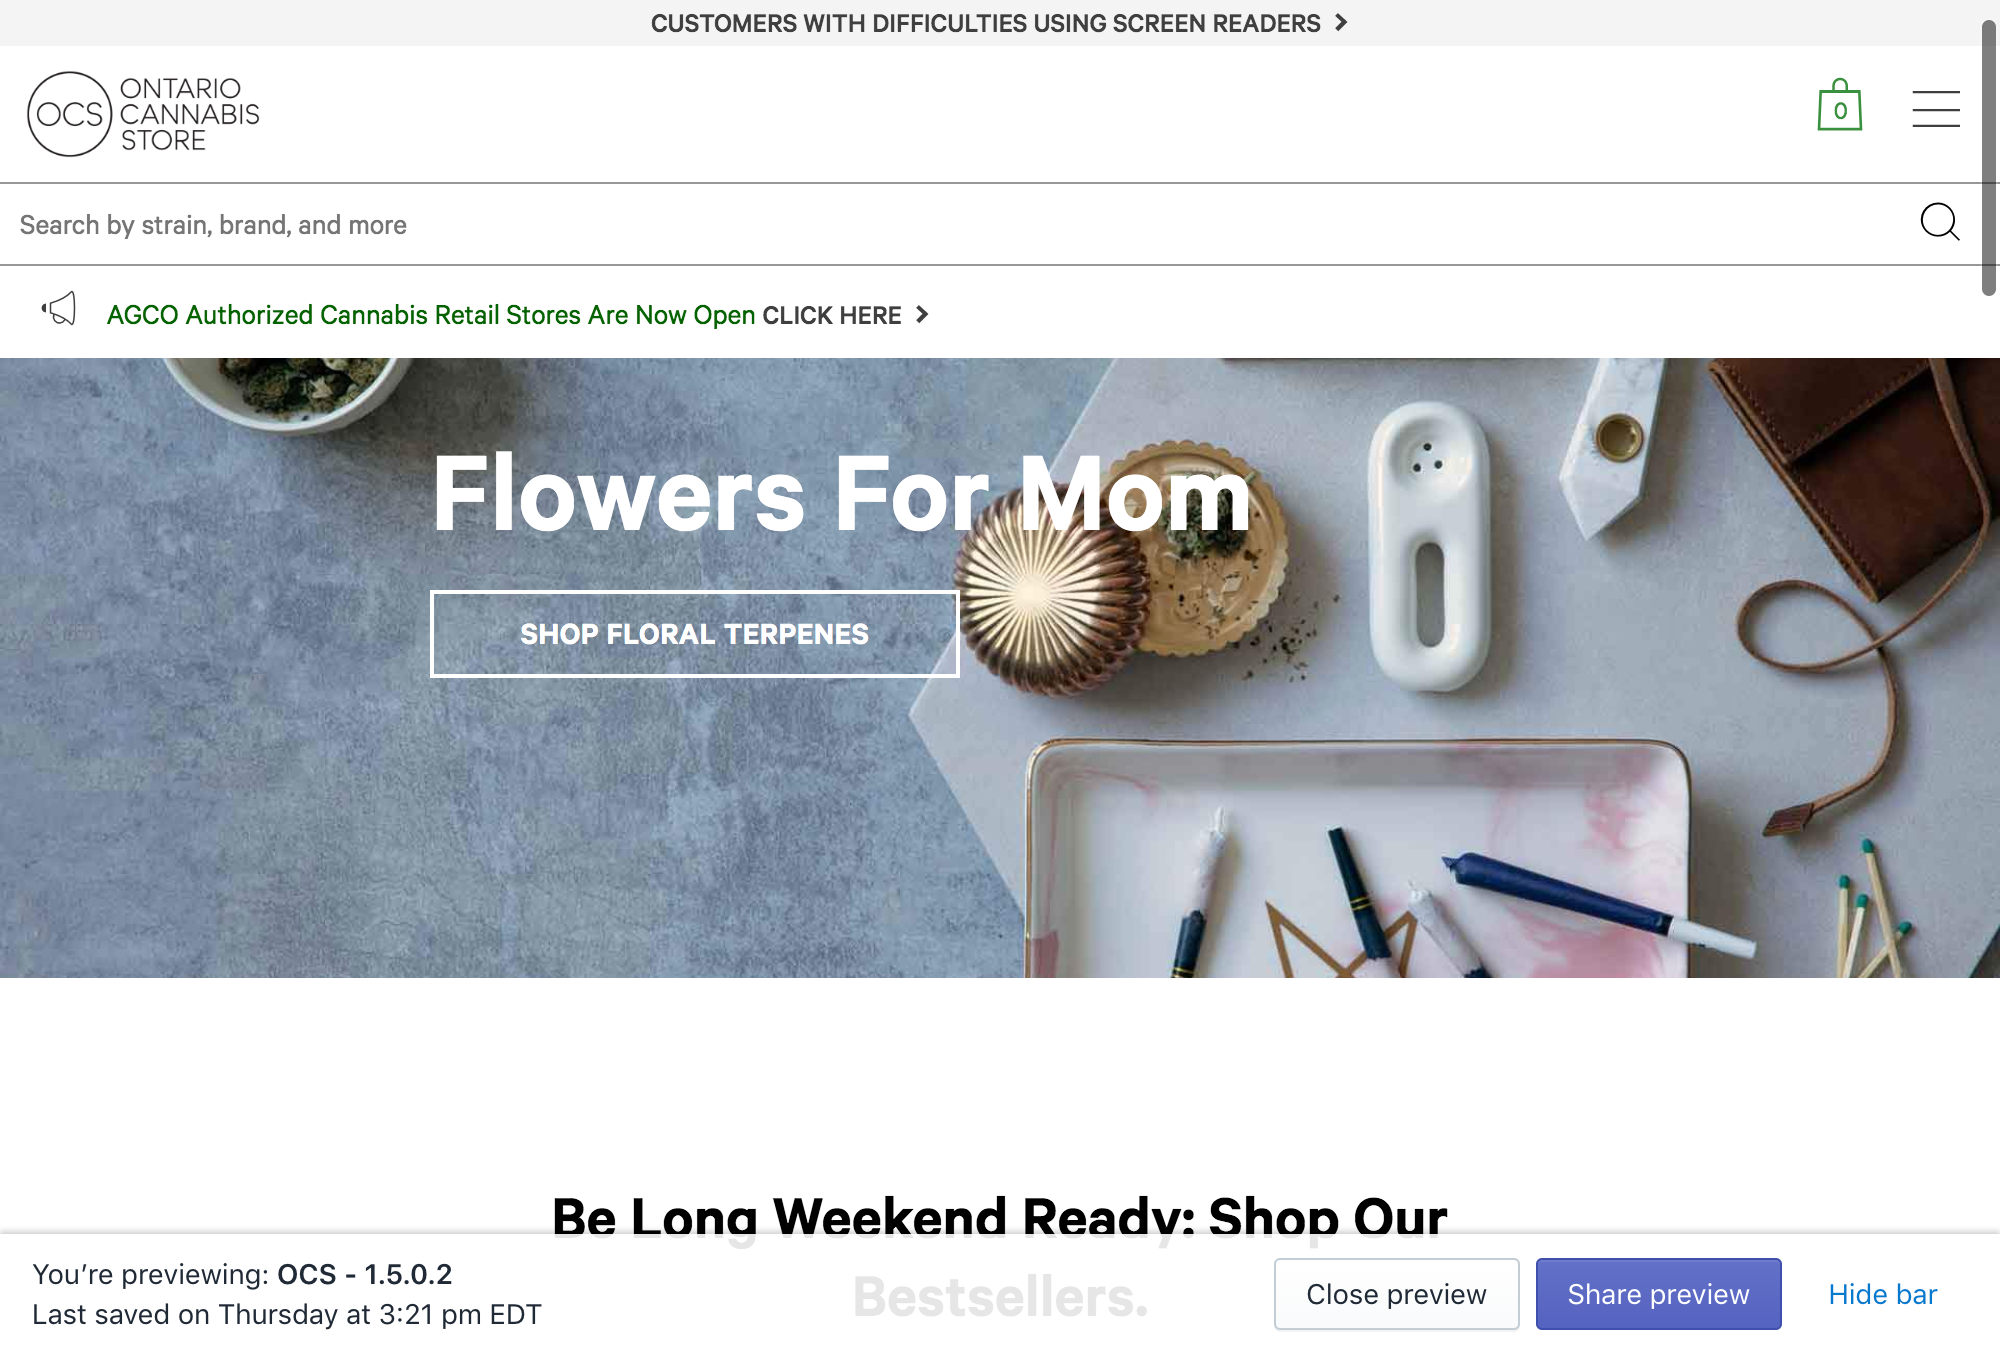 CUSTOMERS WITH DIFFICULTIES USING SCREEN READERS
OCS
ONTARIO
CANNABIS
STORE
0
Search by strain, brand, and more
AGCO Authorized Cannabis Retail Stores Are Now Open CLICK HERE
Flowers For Mom
SHOP FLORAL TERPENES
Be Long Weekend Ready: Shop Our
Bestsellers.
You're previewing: OCS - 1.5.0.2
Last saved on Thursday at 3:21 pm EDT
Close preview
Share preview
Hide bar